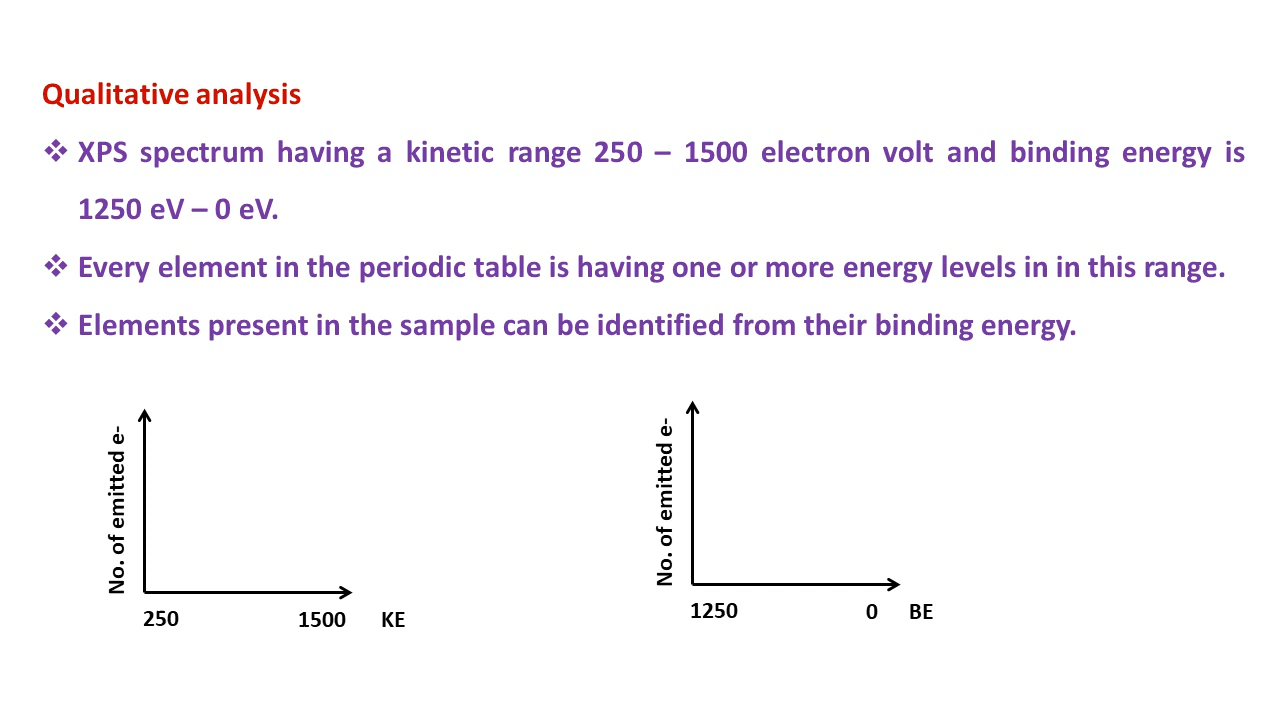 Qualitative analysis
❖ XPS spectrum having a kinetic range 250 – 1500 electron volt and binding energy is
1250 eV – 0 eV.
❖ Every element in the periodic table is having one or more energy levels in in this range.
❖ Elements present in the sample can be identified from their binding energy.
No. of emitted e-
250 1500 KE
No. of emitted e-
1250 0 BE